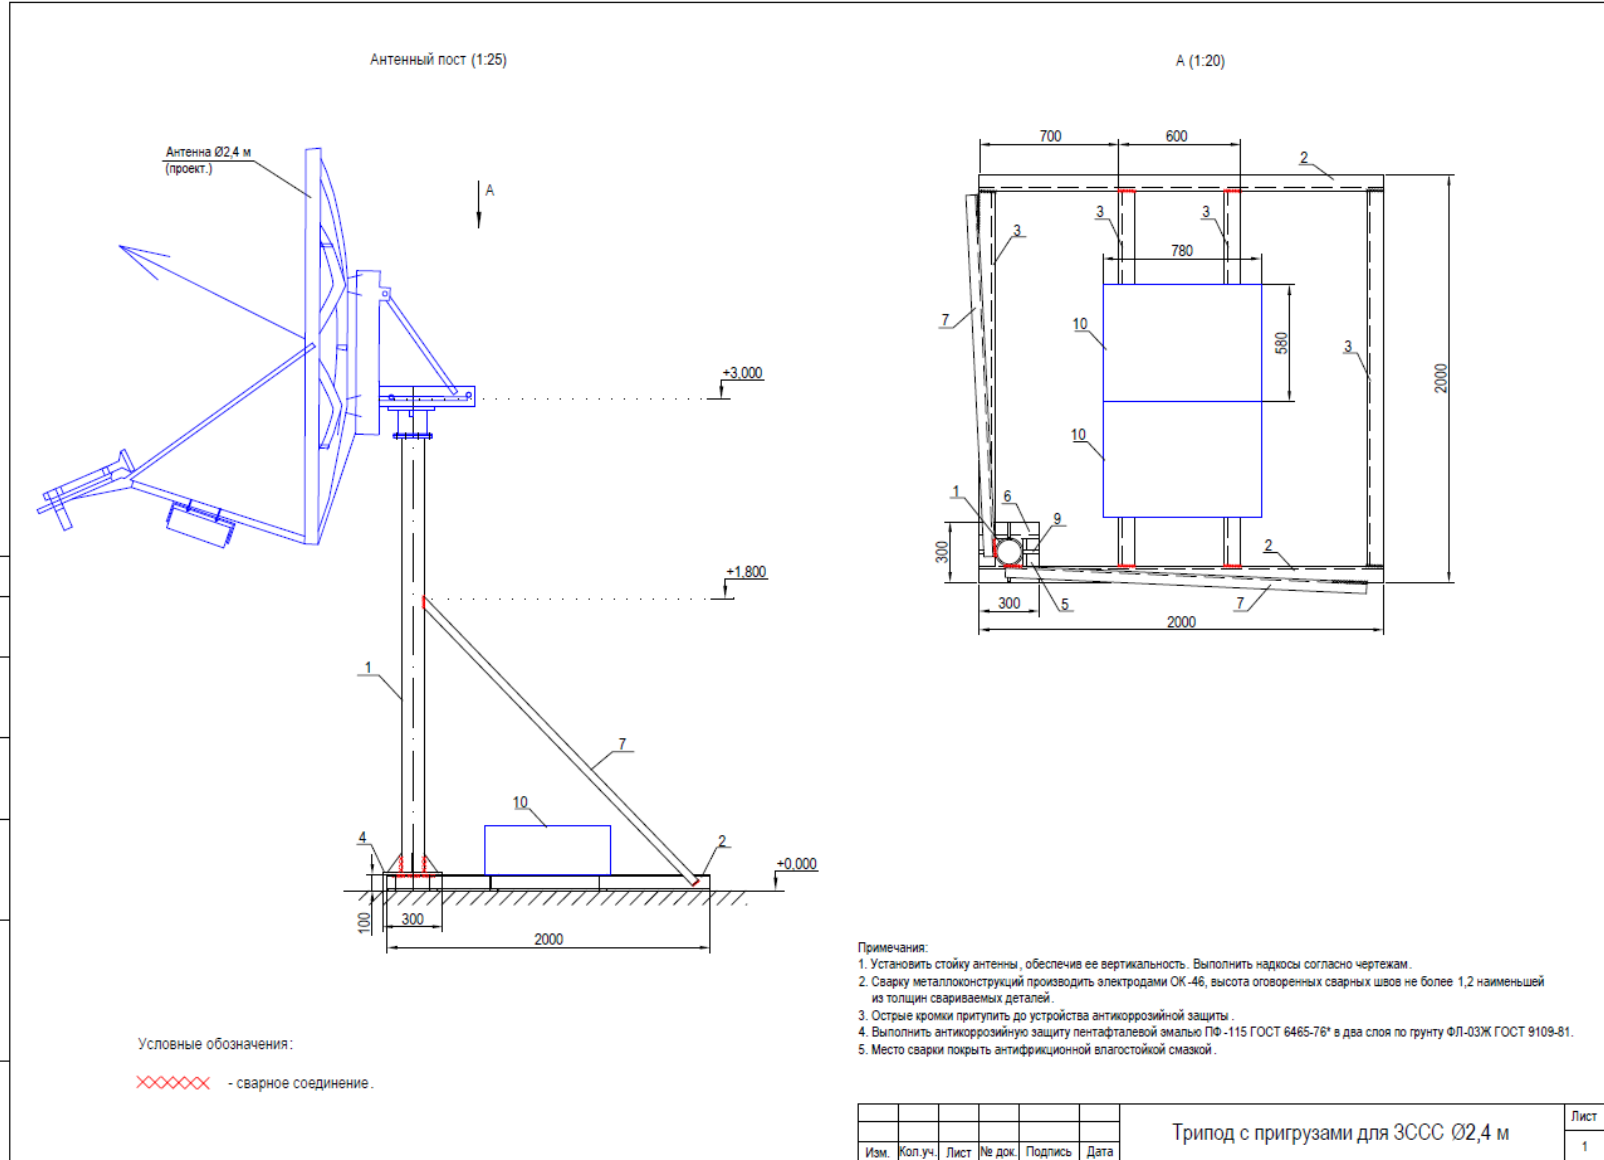 Антенный пост (1:25)
А (1:20)
Антенна Ø2,4 м
(проект.)
А
+3,000
+1,800
1
7
10
4
2
+0,000
100
300
2000
700
600
2
3
3
3
780
7
10
580
3
2000
10
1
6
9
300
2
300
5
7
2000
Примечания:
1. Установить стойку антенны, обеспечив ее вертикальность. Выполнить надкосы согласно чертежам.
2. Сварку металлоконструкций производить электродами ОК-46, высота оговоренных сварных швов не более 1,2 наименьшей
из толщин свариваемых деталей.
3. Острые кромки притупить до устройства антикоррозийной защиты.
4. Выполнить антикоррозийную защиту пентафталевой эмалью ПФ-115 ГОСТ 6465-76* в два слоя по грунту ФЛ-03Ж ГОСТ 9109-81.
5. Место сварки покрыть антифрикционной влагостойкой смазкой.
Условные обозначения:
- сварное соединение.
Изм. Кол.уч. Лист № док. Подпись Дата
Трипод с пригрузами для ЗССС Ø2,4 м
Лист
1